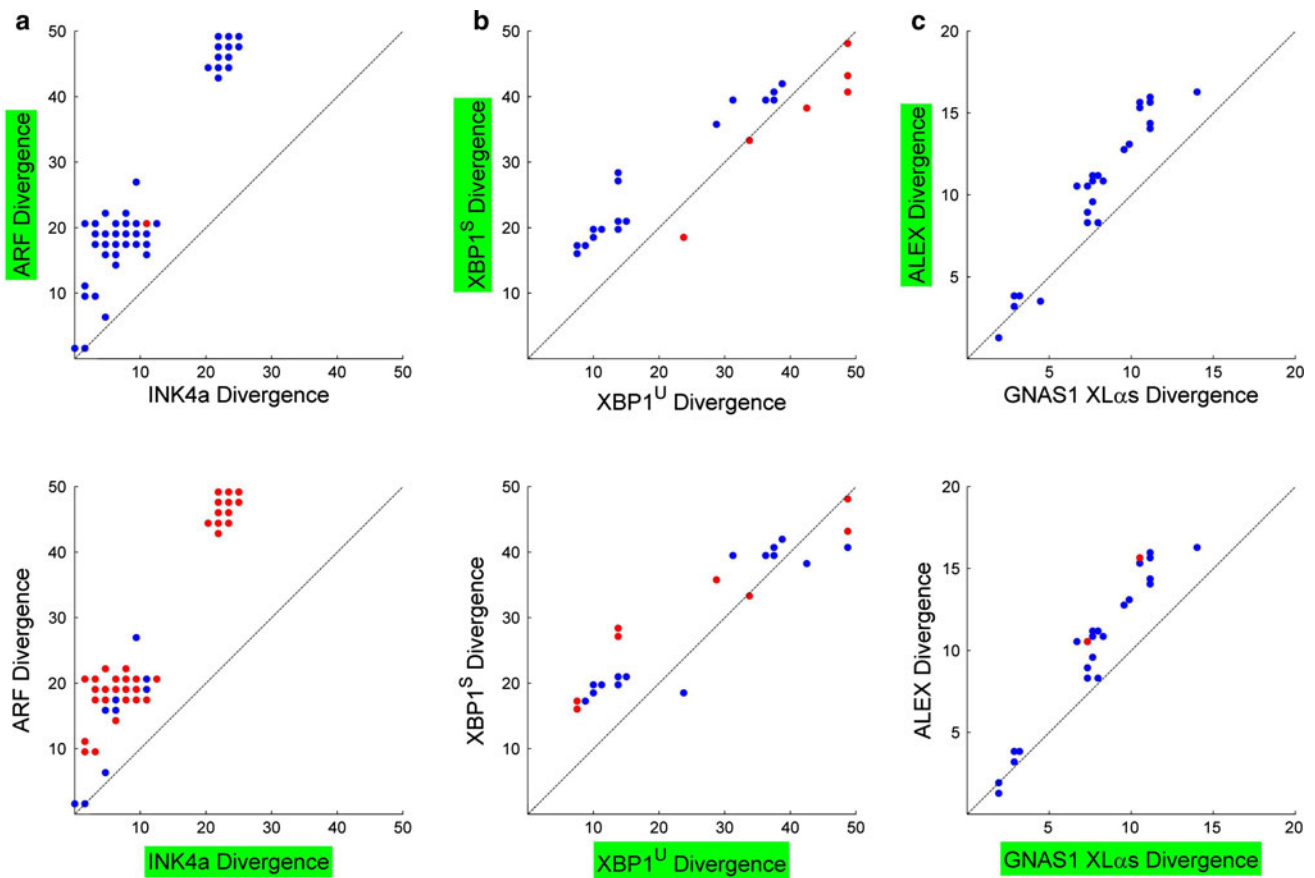 a
b
c
50
40
30
20
10
ARF Divergence
10 20 30 40 50
INK4a Divergence
50
40
30
20
10
XBP1^S Divergence
10 20 30 40 50
XBP1^U Divergence
20
15
10
5
ALEX Divergence
5 10 15 20
GNAS1 XLαs Divergence
50
40
30
20
10
ARF Divergence
10 20 30 40 50
INK4a Divergence
50
40
30
20
10
XBP1^S Divergence
10 20 30 40 50
XBP1^U Divergence
20
15
10
5
ALEX Divergence
5 10 15 20
GNAS1 XLαs Divergence